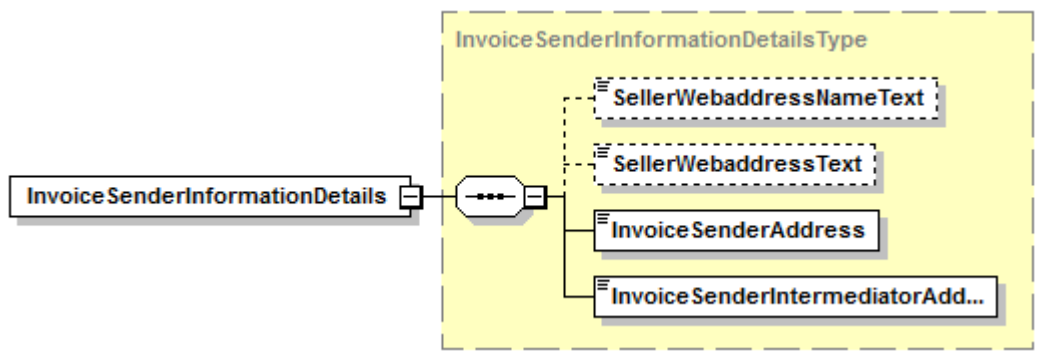 InvoiceSenderInformationDetailsType
SellerWebaddressNameText
SellerWebaddressText
InvoiceSenderInformationDetails
InvoiceSenderAddress
InvoiceSenderIntermediatorAdd...